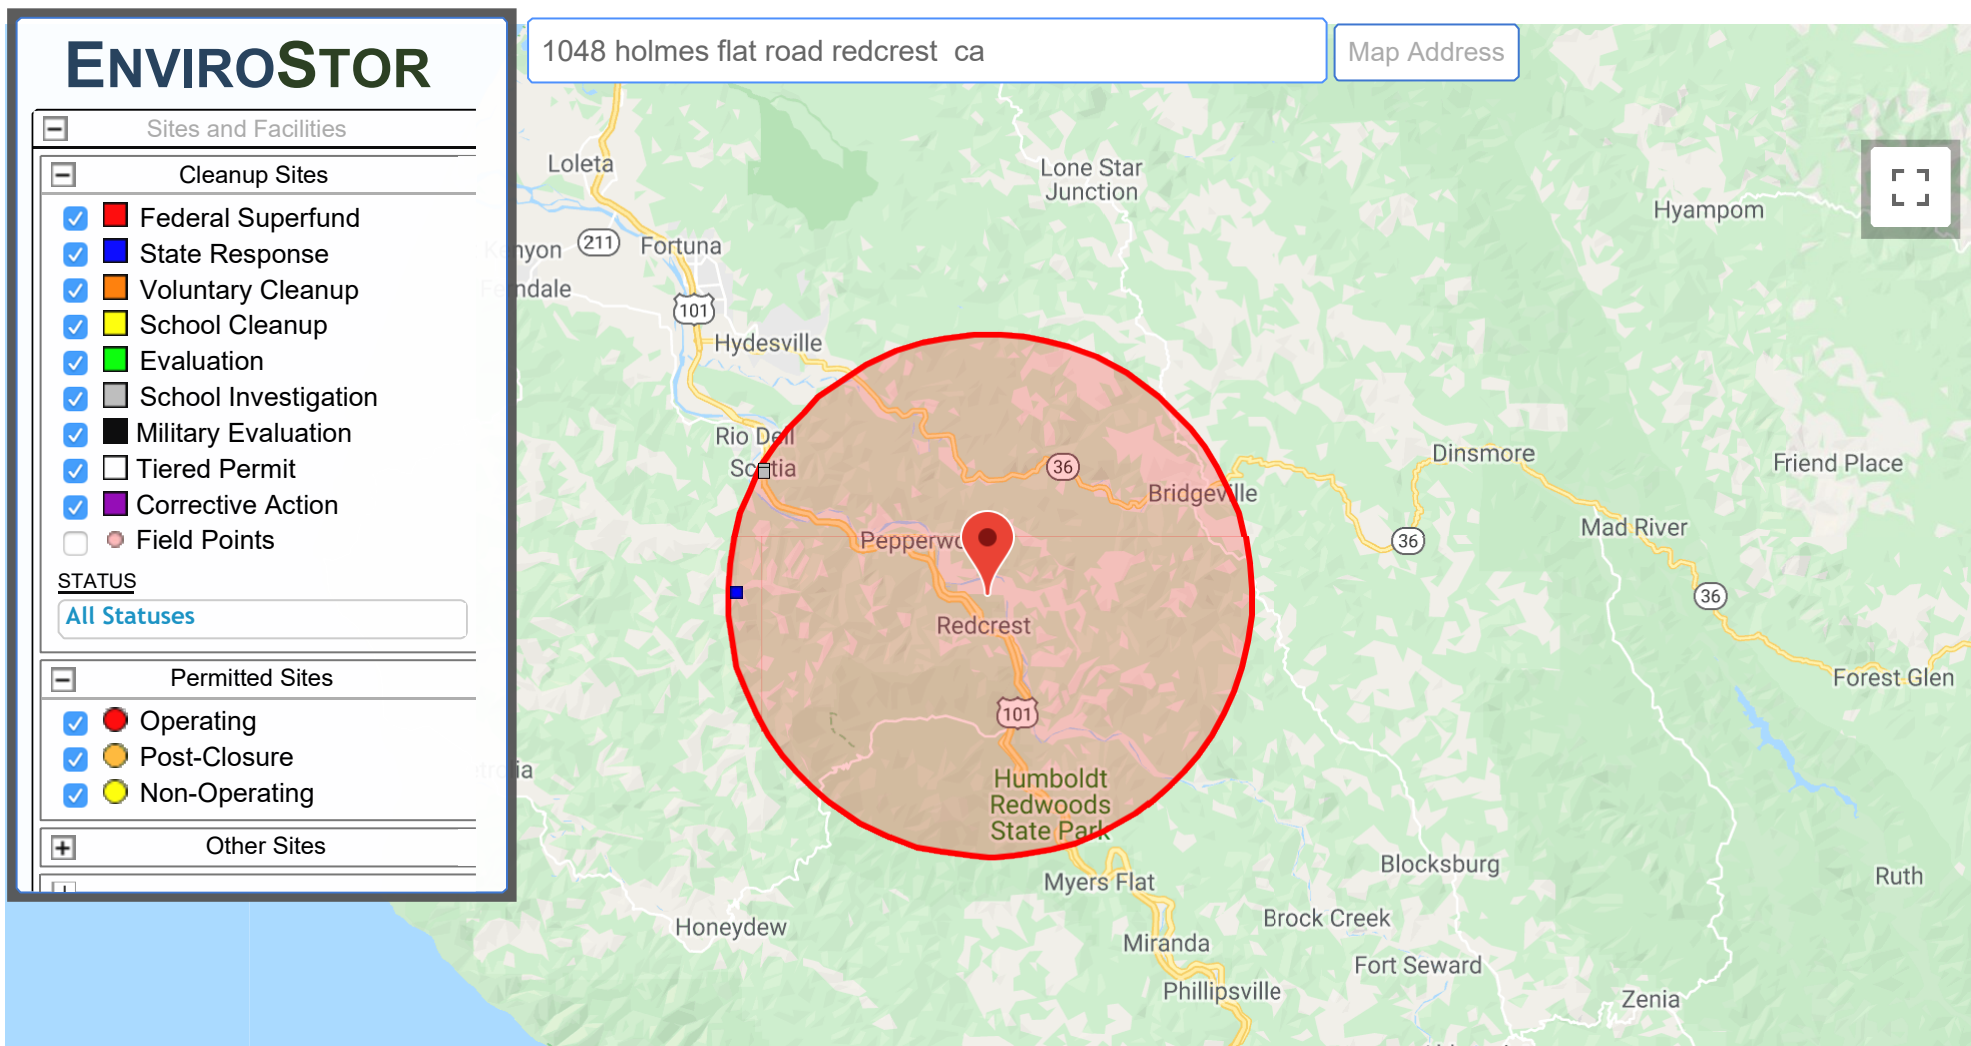 ENVIROSTOR
1048 holmes flat road redcrest ca
Map Address
Sites and Facilities
Cleanup Sites
Federal Superfund
State Response
Voluntary Cleanup
School Cleanup
Evaluation
School Investigation
Military Evaluation
Tiered Permit
Corrective Action
Field Points
STATUS
All Statuses
Permitted Sites
Operating
Post-Closure
Non-Operating
Other Sites
Loleta
Lone Star
Junction
Hyampom
211
Fortuna
101
Hydesville
Rio Dell
Scotia
36
Bridgeville
Dinsmore
Friend Place
Mad River
36
36
Redcrest
Forest Glen
101
Humboldt
Redwoods
State Park
Myers Flat
Blocksburg
Ruth
Honeydew
Brock Creek
Miranda
Fort Seward
Phillipsville
Zenia